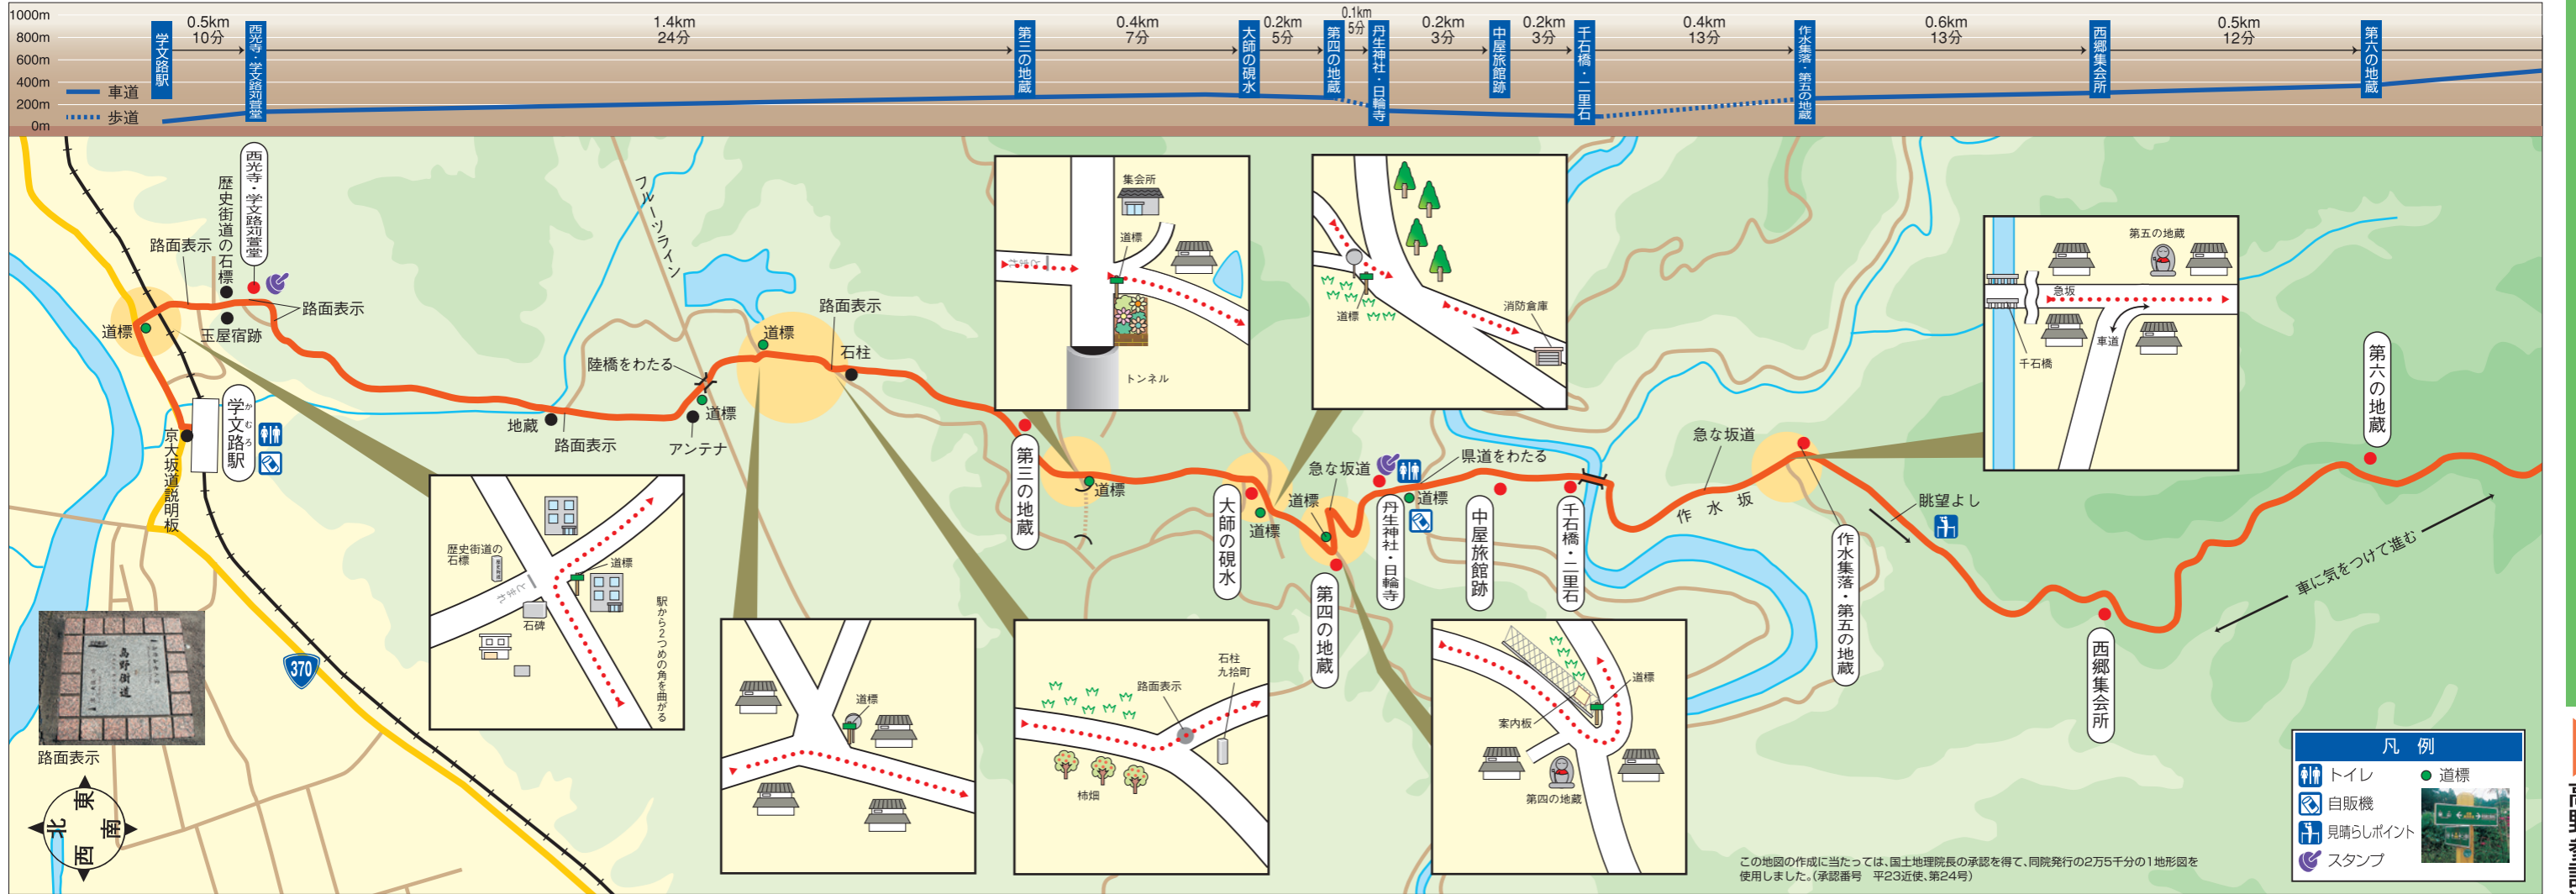 1000m
800m
600m
400m
200m
0m
車道
歩道
0.5km
10分
1.4km
24分
0.4km
7分
0.2km
5分
0.1km
5分
0.2km
3分
0.2km
3分
0.4km
13分
0.6km
13分
0.5km
12分
学文路駅
西光寺・学文路苅萱堂
第三の地蔵
大師の硯水
第四の地蔵
丹生神社・日輪寺
中屋旅館跡
千石橋・二里石
作水集落・第五の地蔵
西郷集会所
第六の地蔵
西光寺・学文路苅萱堂
歴史街道の石標
路面表示
路面表示
玉屋宿跡
道標
学文路駅
かむろ
京大坂道説明板
フルーツライン
陸橋をわたる
道標
アンテナ
地蔵
路面表示
道標
路面表示
石柱
第三の地蔵
道標
大師の硯水
道標
急な坂道
道標
第四の地蔵
丹生神社・日輪寺
道標
県道をわたる
中屋旅館跡
千石橋・二里石
急な坂道
作水坂
作水集落・第五の地蔵
眺望よし
西郷集会所
車に気をつけて進む
第六の地蔵
集会所
道標
とまれ
トンネル
道標
消防倉庫
第五の地蔵
急坂
車道
千石橋
歴史街道の
石標
道標
とまれ
石碑
駅から2つめの角を曲がる
道標
石柱
九拾町
路面表示
柿畑
道標
案内板
第四の地蔵
370
高野街道
路面表示
東
北
南
西
凡例
トイレ
道標
自販機
見晴らしポイント
スタンプ
この地図の作成に当たっては、国土地理院長の承認を得て、同院発行の2万5千分の1地形図を
使用しました。(承認番号 平23近使、第24号)